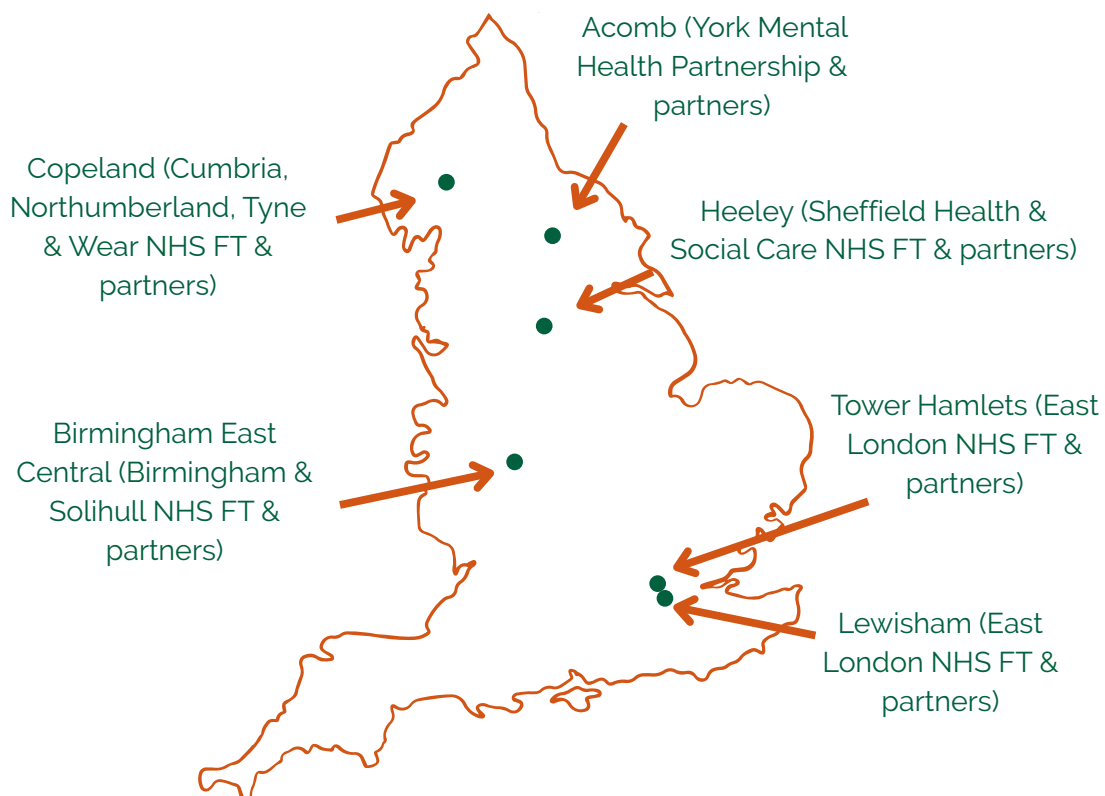 Acomb (York Mental
Health Partnership &
partners)
Copeland (Cumbria,
Northumberland, Tyne
& Wear NHS FT &
partners)
Heeley (Sheffield Health &
Social Care NHS FT & partners)
Birmingham East
Central (Birmingham &
Solihull NHS FT &
partners)
Tower Hamlets (East
London NHS FT &
partners)
Lewisham (East
London NHS FT &
partners)